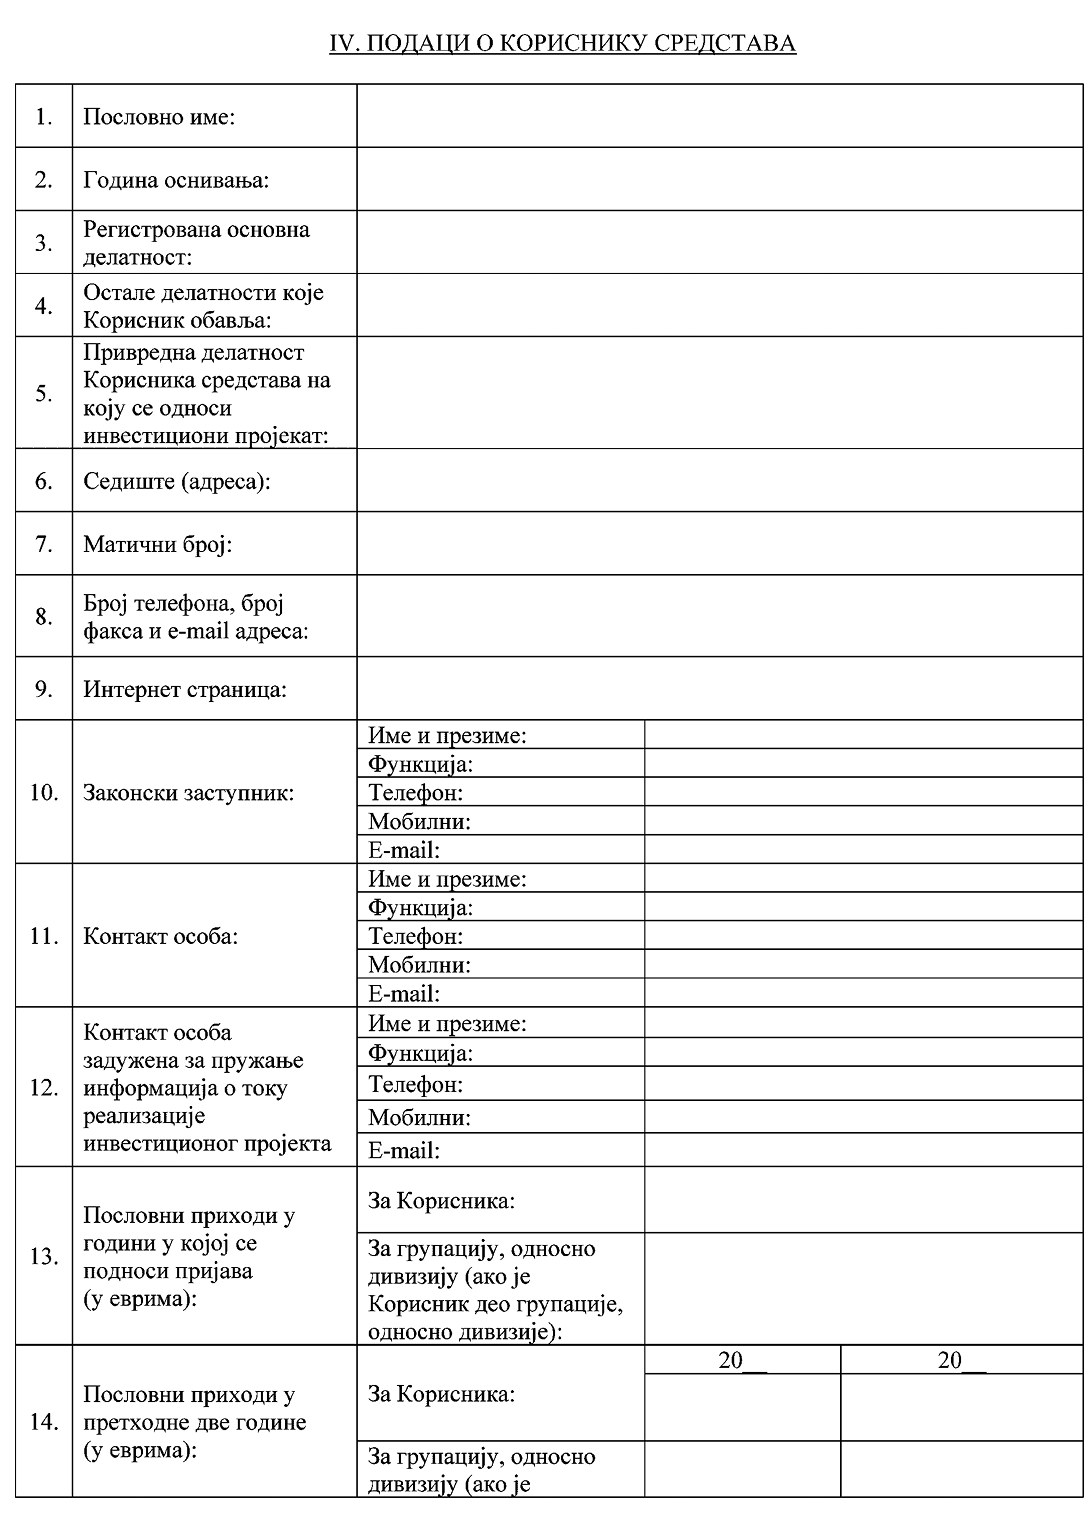 IV. ПОДАЦИ О КОРИСНИКУ СРЕДСТАВА
1.
Пословно име:
2.
Година оснивања:
3.
Регистрована основна
делатност:
4.
Остале делатности које
Корисник обавља:
5.
Привредна делатност
Корисника средстава на
коју се односи
инвестициони пројекат:
6.
Седиште (адреса):
7.
Матични број:
8.
Број телефона, број
факса и e-mail адреса:
9.
Интернет страница:
10.
Законски заступник:
Име и презиме:
Функција:
Телефон:
Мобилни:
E-mail:
11.
Контакт особа:
Име и презиме:
Функција:
Телефон:
Мобилни:
E-mail:
12.
Контакт особа
задужена за пружање
информација о току
реализације
инвестиционог пројекта
Име и презиме:
Функција:
Телефон:
Мобилни:
E-mail:
13.
Пословни приходи у
години у којој се
подноси пријава
(у еврима):
За Корисника:
За групацију, односно
дивизију (ако је
Корисник део групације,
односно дивизије):
14.
Пословни приходи у
претходне две године
(у еврима):
За Корисника:
20__ 20__
За групацију, односно
дивизију (ако је